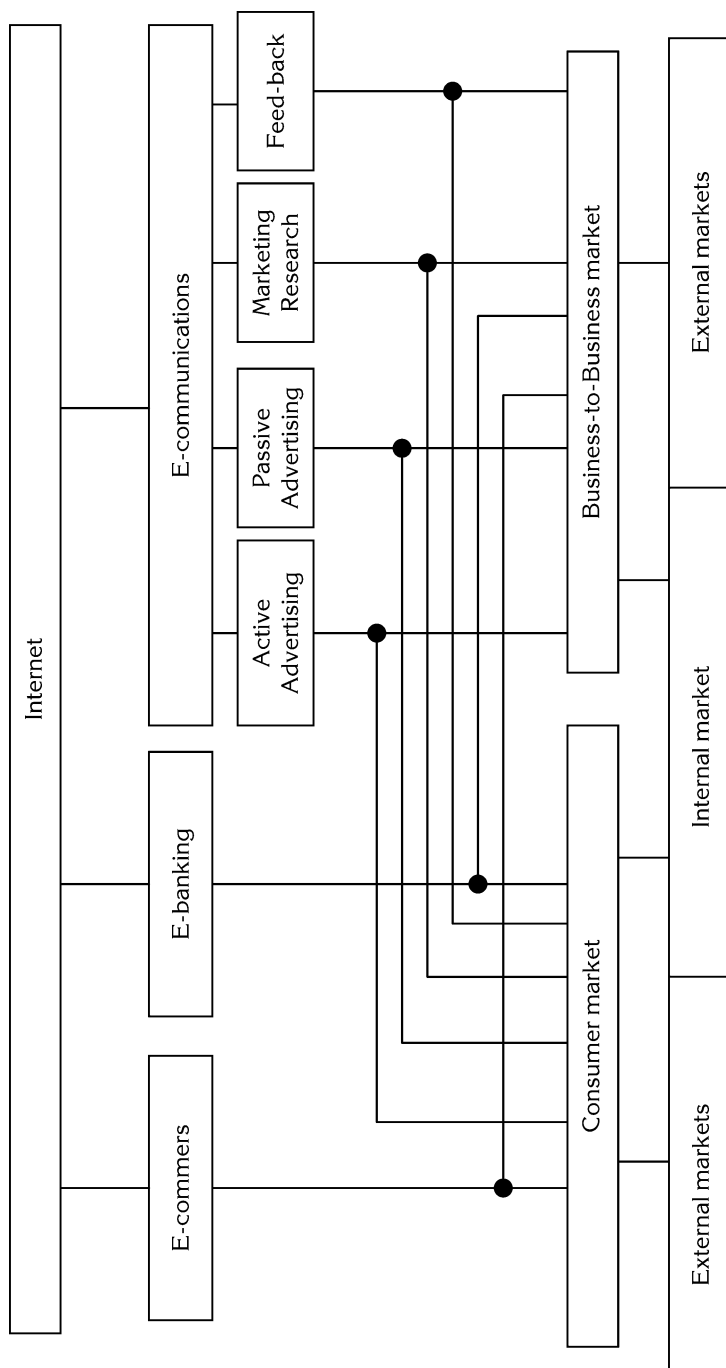 Internet
E-commers
E-banking
E-communications
Active
Advertising
Passive
Advertising
Marketing
Research
Feed-back
Consumer market
Business-to-Business market
External markets
Internal market
External markets